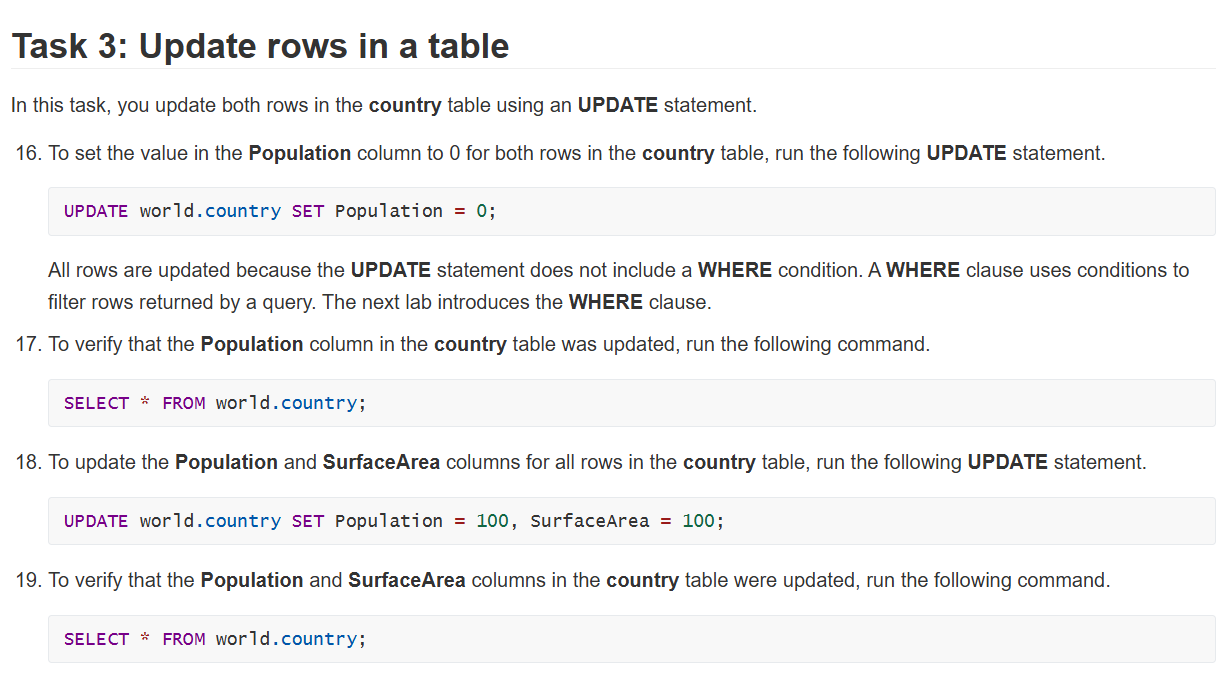 Task 3: Update rows in a table
In this task, you update both rows in the country table using an UPDATE statement.
16. To set the value in the Population column to 0 for both rows in the country table, run the following UPDATE statement.
UPDATE world.country SET Population = 0;
All rows are updated because the UPDATE statement does not include a WHERE condition. A WHERE clause uses conditions to
filter rows returned by a query. The next lab introduces the WHERE clause.
17. To verify that the Population column in the country table was updated, run the following command.
SELECT * FROM world.country;
18. To update the Population and SurfaceArea columns for all rows in the country table, run the following UPDATE statement.
UPDATE world.country SET Population = 100, SurfaceArea = 100;
19. To verify that the Population and SurfaceArea columns in the country table were updated, run the following command.
SELECT * FROM world.country;